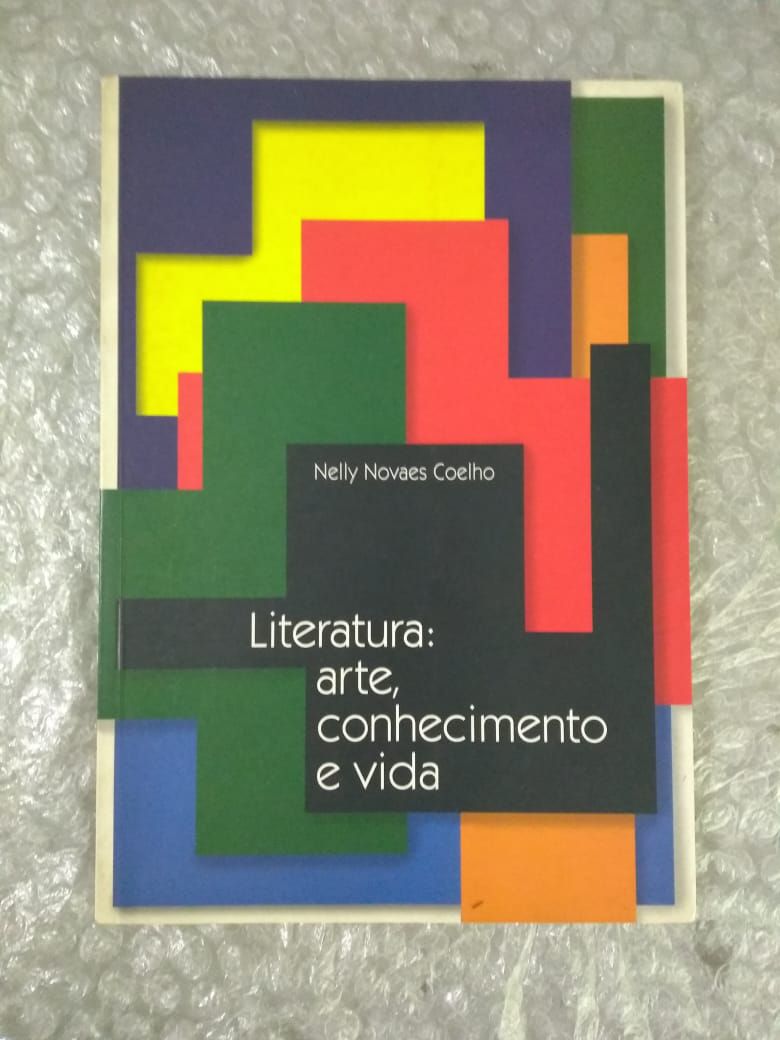 Nelly Novaes Coelho
Literatura:
arte,
conhecimento
e vida